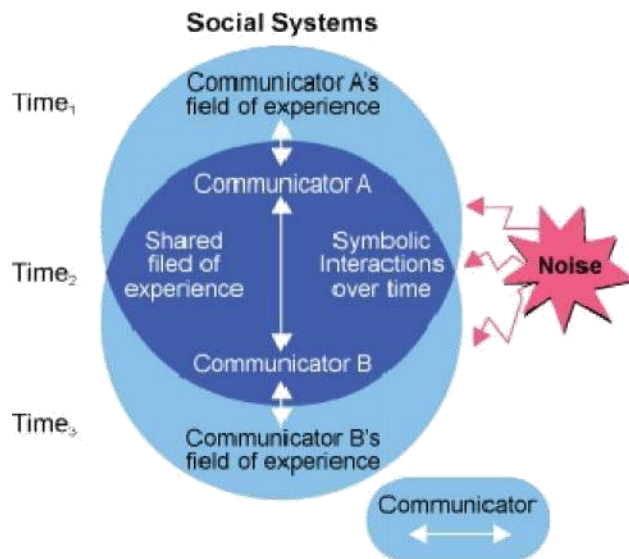 Social Systems
Time₁
Communicator A's
field of experience
Communicator A
Time₂
Shared
filed of
experience
Symbolic
Interactions
over time
Noise
Communicator B
Time₃
Communicator B's
field of experience
Communicator